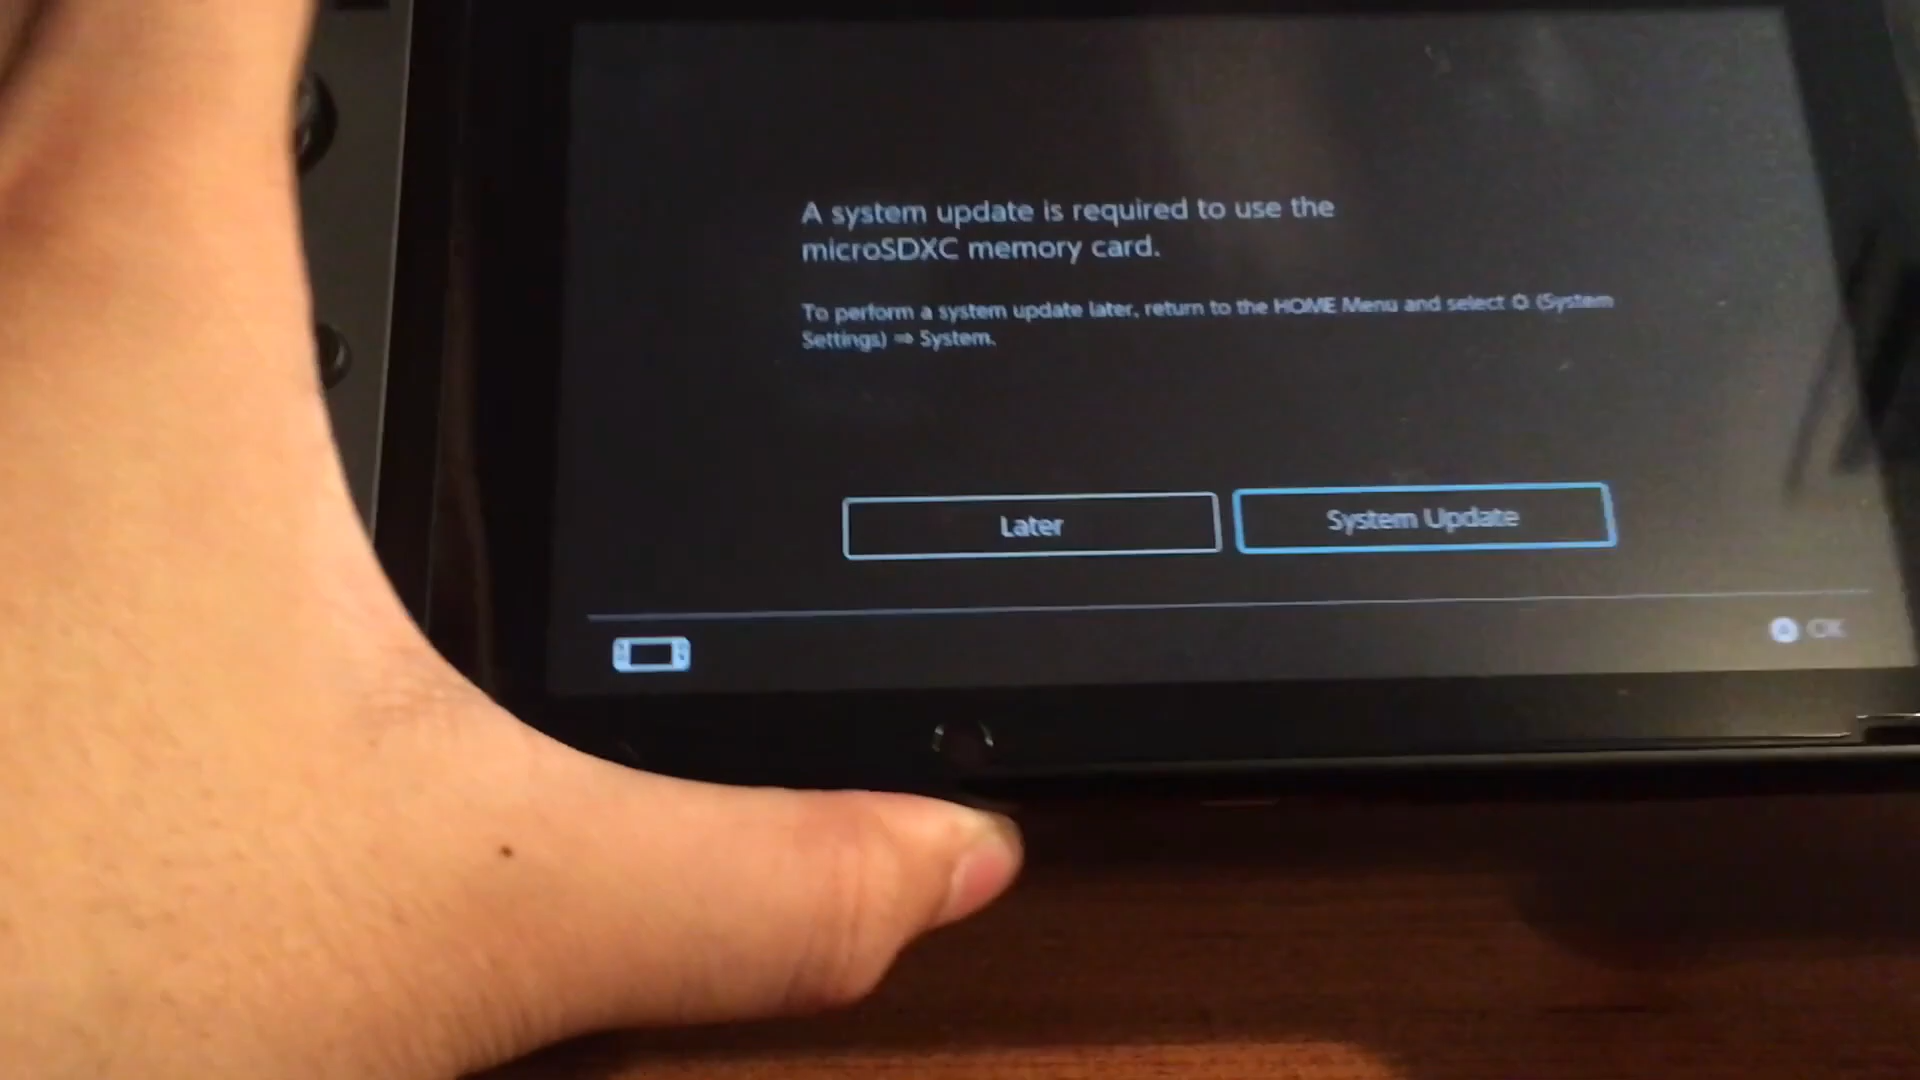 A system update is required to use the
microSDXC memory card.
To perform a system update later, return to the HOME Menu and select ⚙ (System
Settings) ⇒ System.
Later
System Update
A OK